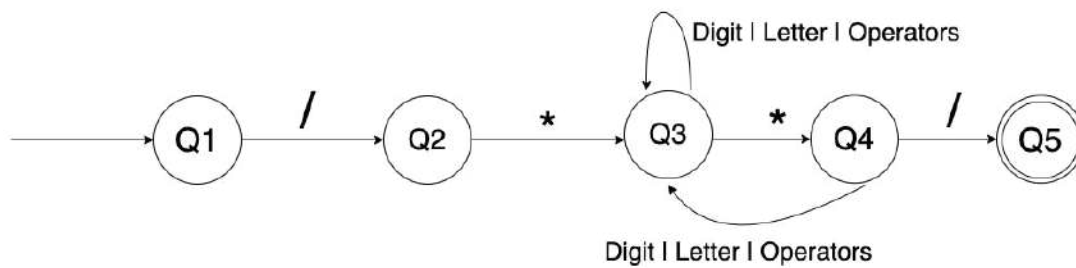 Digit | Letter | Operators
/
*
*
/
Q1
Q2
Q3
Q4
Q5
Digit | Letter | Operators